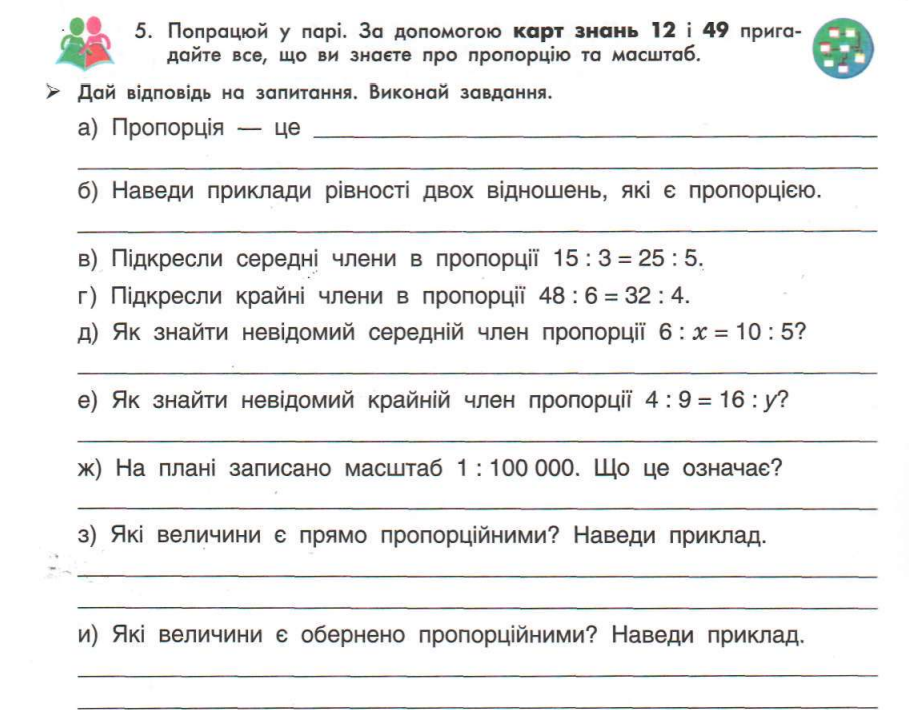 5. Попрацюй у парі. За допомогою карт знань 12 і 49 прига-
дайте все, що ви знаєте про пропорцію та масштаб.
➢ Дай відповідь на запитання. Виконай завдання.
а) Пропорція — це
б) Наведи приклади рівності двох відношень, які є пропорцією.
в) Підкресли середні члени в пропорції 15 : 3 = 25 : 5.
г) Підкресли крайні члени в пропорції 48 : 6 = 32 : 4.
д) Як знайти невідомий середній член пропорції 6 : x = 10 : 5?
е) Як знайти невідомий крайній член пропорції 4 : 9 = 16 : y?
ж) На плані записано масштаб 1 : 100 000. Що це означає?
з) Які величини є прямо пропорційними? Наведи приклад.
и) Які величини є обернено пропорційними? Наведи приклад.